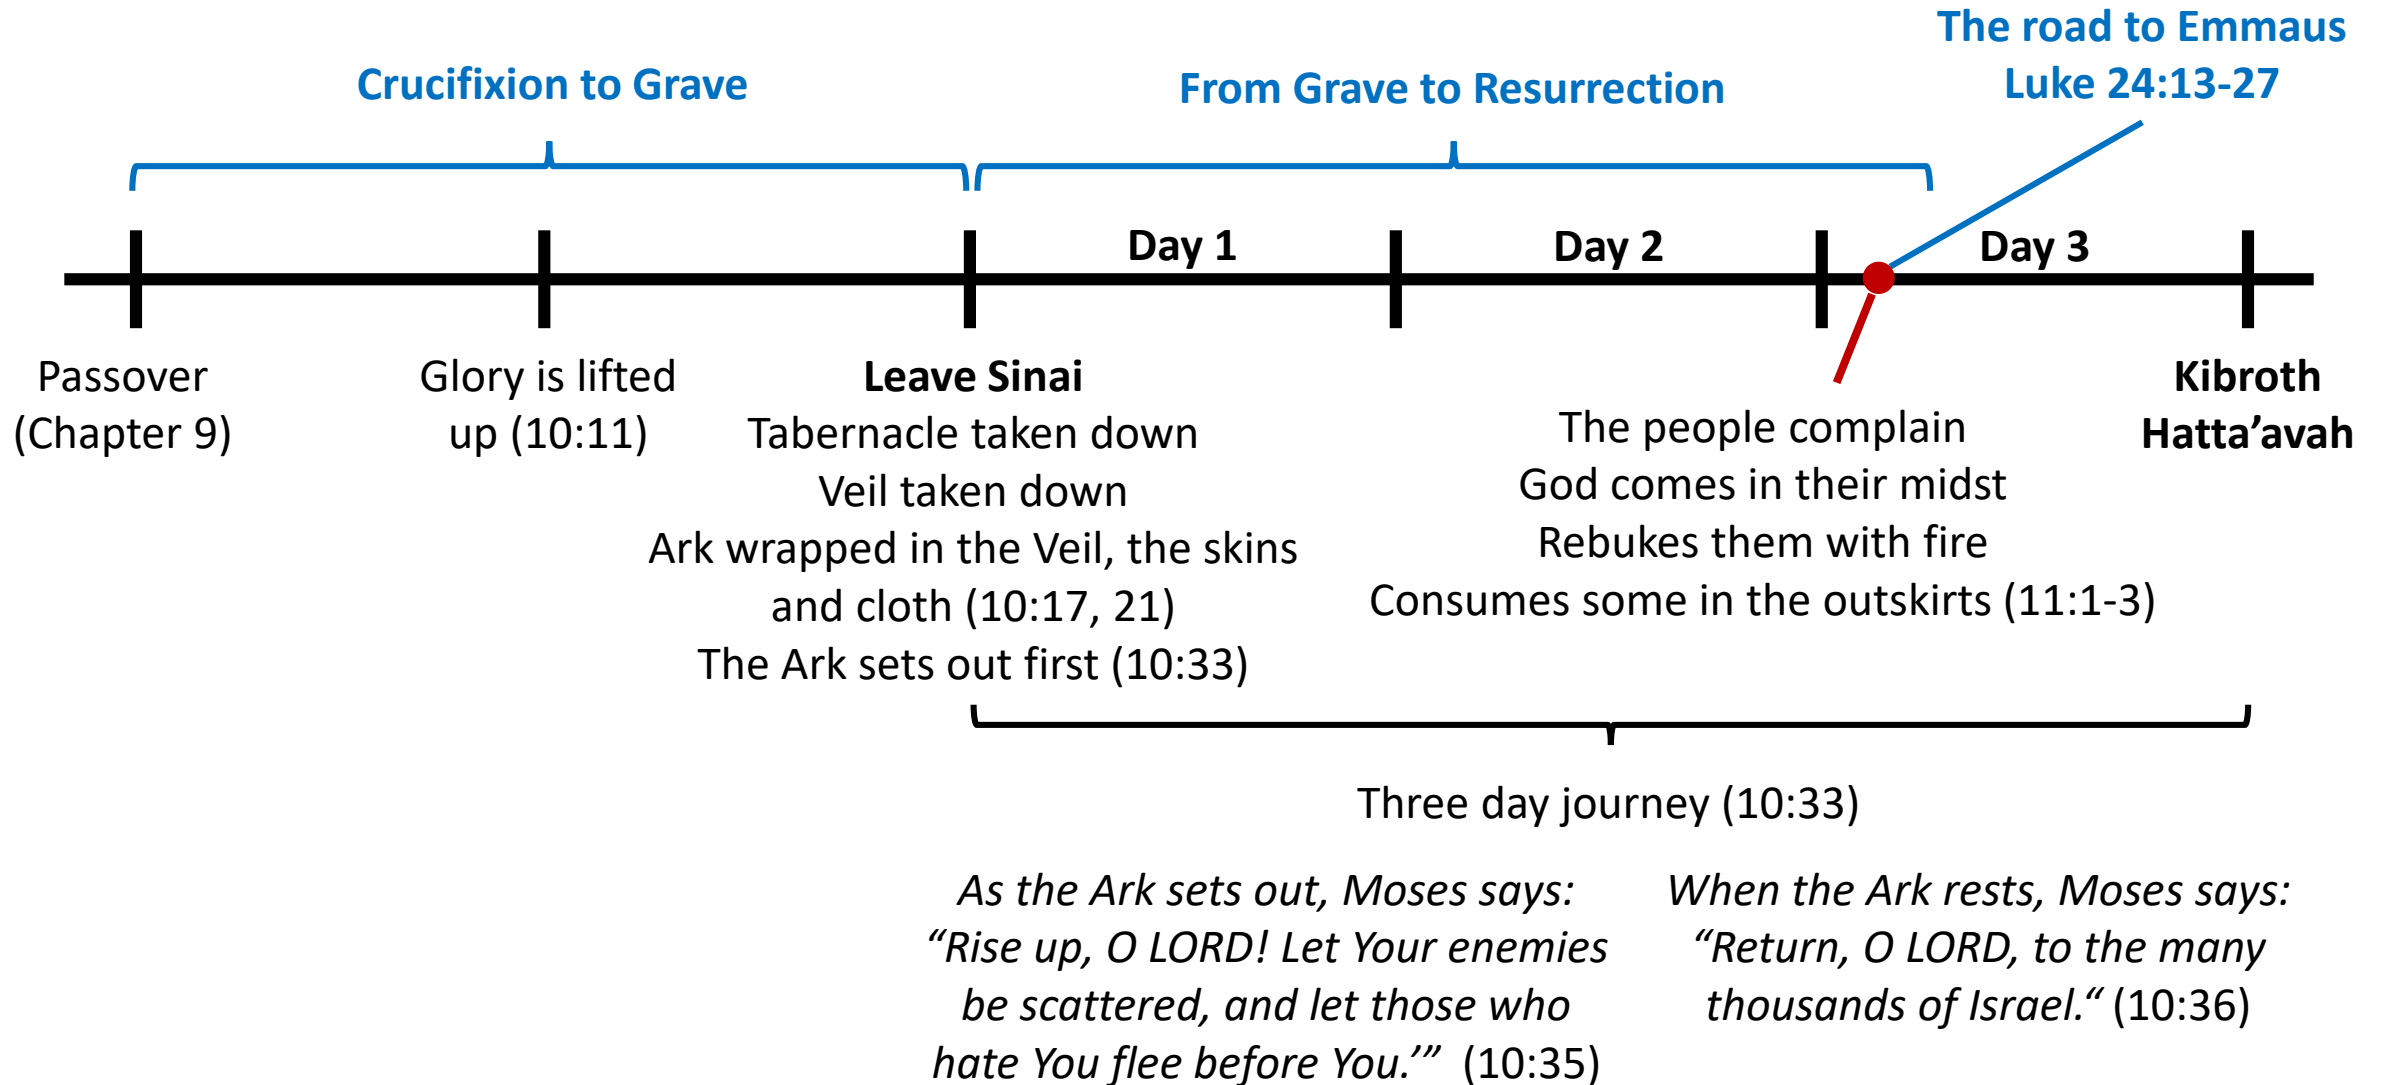 The road to Emmaus
Luke 24:13-27
Crucifixion to Grave
From Grave to Resurrection
Day 1
Day 2
Day 3
Passover
(Chapter 9)
Glory is lifted
up (10:11)
Leave Sinai
Tabernacle taken down
Veil taken down
Ark wrapped in the Veil, the skins
and cloth (10:17, 21)
The Ark sets out first (10:33)
The people complain
God comes in their midst
Rebukes them with fire
Consumes some in the outskirts (11:1-3)
Kibroth
Hatta’avah
Three day journey (10:33)
As the Ark sets out, Moses says:
“Rise up, O LORD! Let Your enemies
be scattered, and let those who
hate You flee before You.’” (10:35)
When the Ark rests, Moses says:
“Return, O LORD, to the many
thousands of Israel.“ (10:36)